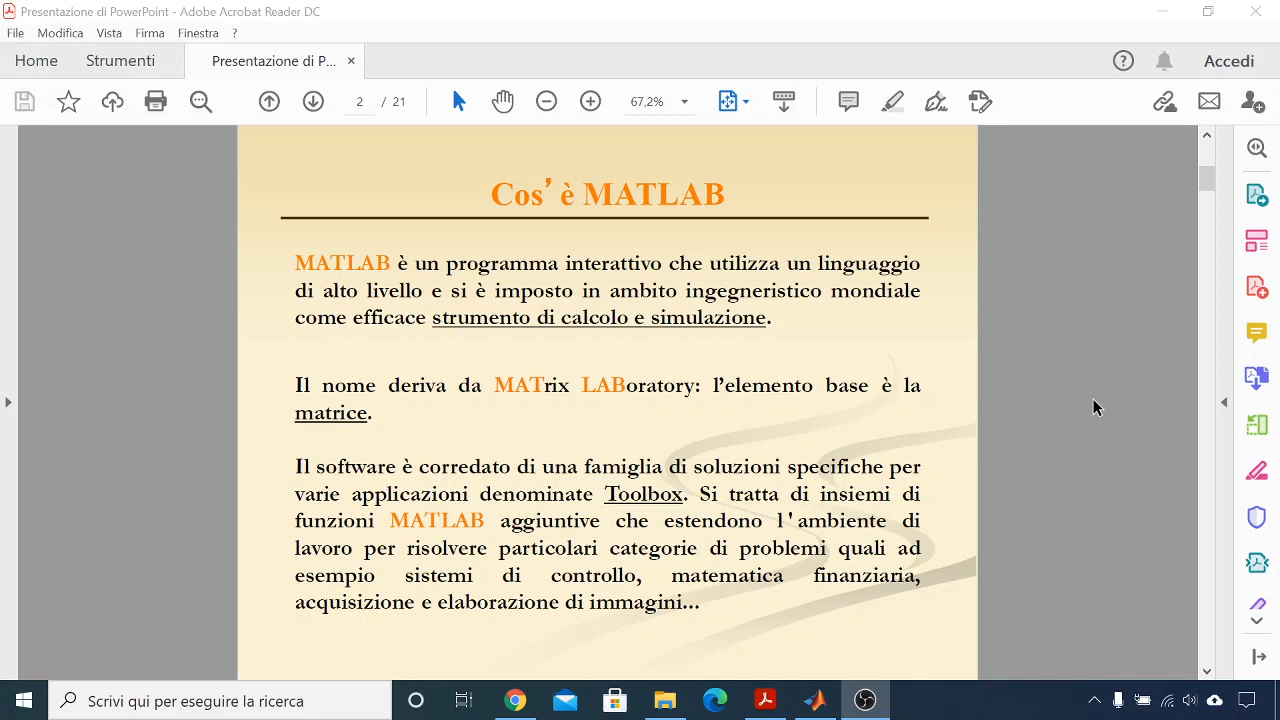 Presentazione di PowerPoint - Adobe Acrobat Reader DC
File Modifica Vista Firma Finestra ?
Home Strumenti Presentazione di P... × Accedi
2 / 21 67,2%
Cos’è MATLAB
MATLAB è un programma interattivo che utilizza un linguaggio
di alto livello e si è imposto in ambito ingegneristico mondiale
come efficace strumento di calcolo e simulazione.
Il nome deriva da MATrix LABoratory: l’elemento base è la
matrice.
Il software è corredato di una famiglia di soluzioni specifiche per
varie applicazioni denominate Toolbox. Si tratta di insiemi di
funzioni MATLAB aggiuntive che estendono l'ambiente di
lavoro per risolvere particolari categorie di problemi quali ad
esempio sistemi di controllo, matematica finanziaria,
acquisizione e elaborazione di immagini...
Scrivi qui per eseguire la ricerca